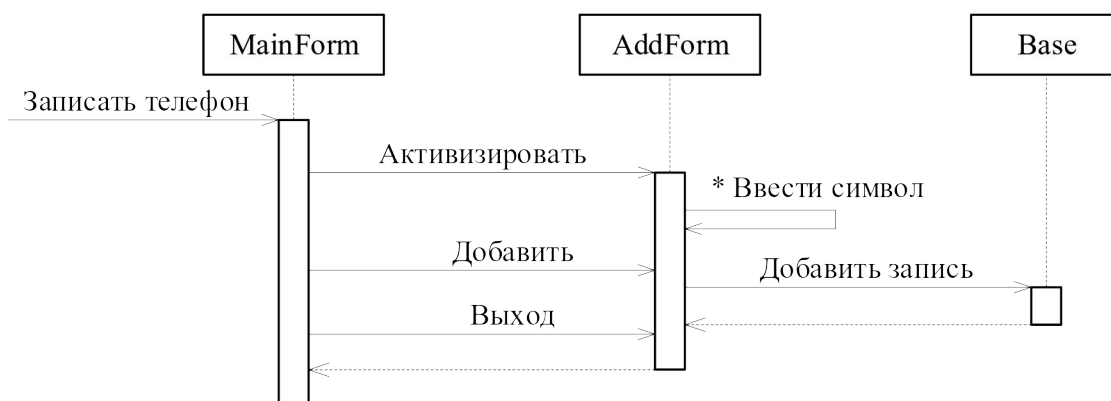 MainForm
AddForm
Base
Записать телефон
Активизировать
* Ввести символ
Добавить
Добавить запись
Выход